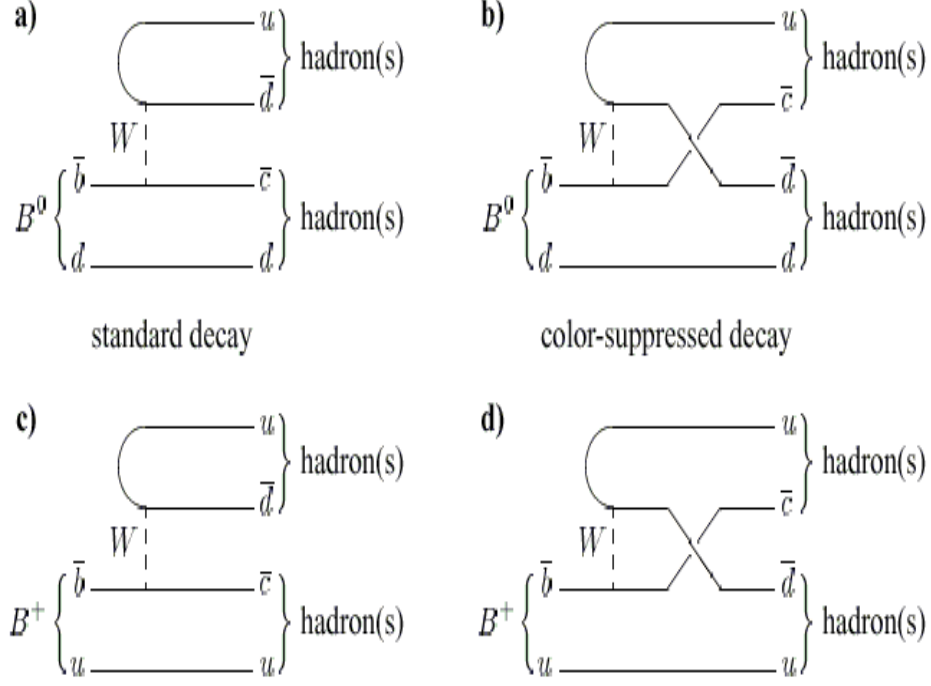 a)
u
d̅
hadron(s)
W
B⁰
b̅
c̅
d
d
hadron(s)
standard decay
b)
u
c̅
hadron(s)
W
B⁰
b̅
d̅
d
d
hadron(s)
color-suppressed decay
c)
u
d̅
hadron(s)
W
B⁺
b̅
c̅
u
u
hadron(s)
d)
u
c̅
hadron(s)
W
B⁺
b̅
d̅
u
u
hadron(s)